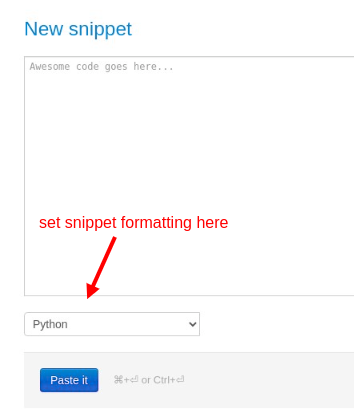 New snippet
Awesome code goes here...
set snippet formatting here
Python
Paste it
⌘+⏎ or Ctrl+⏎